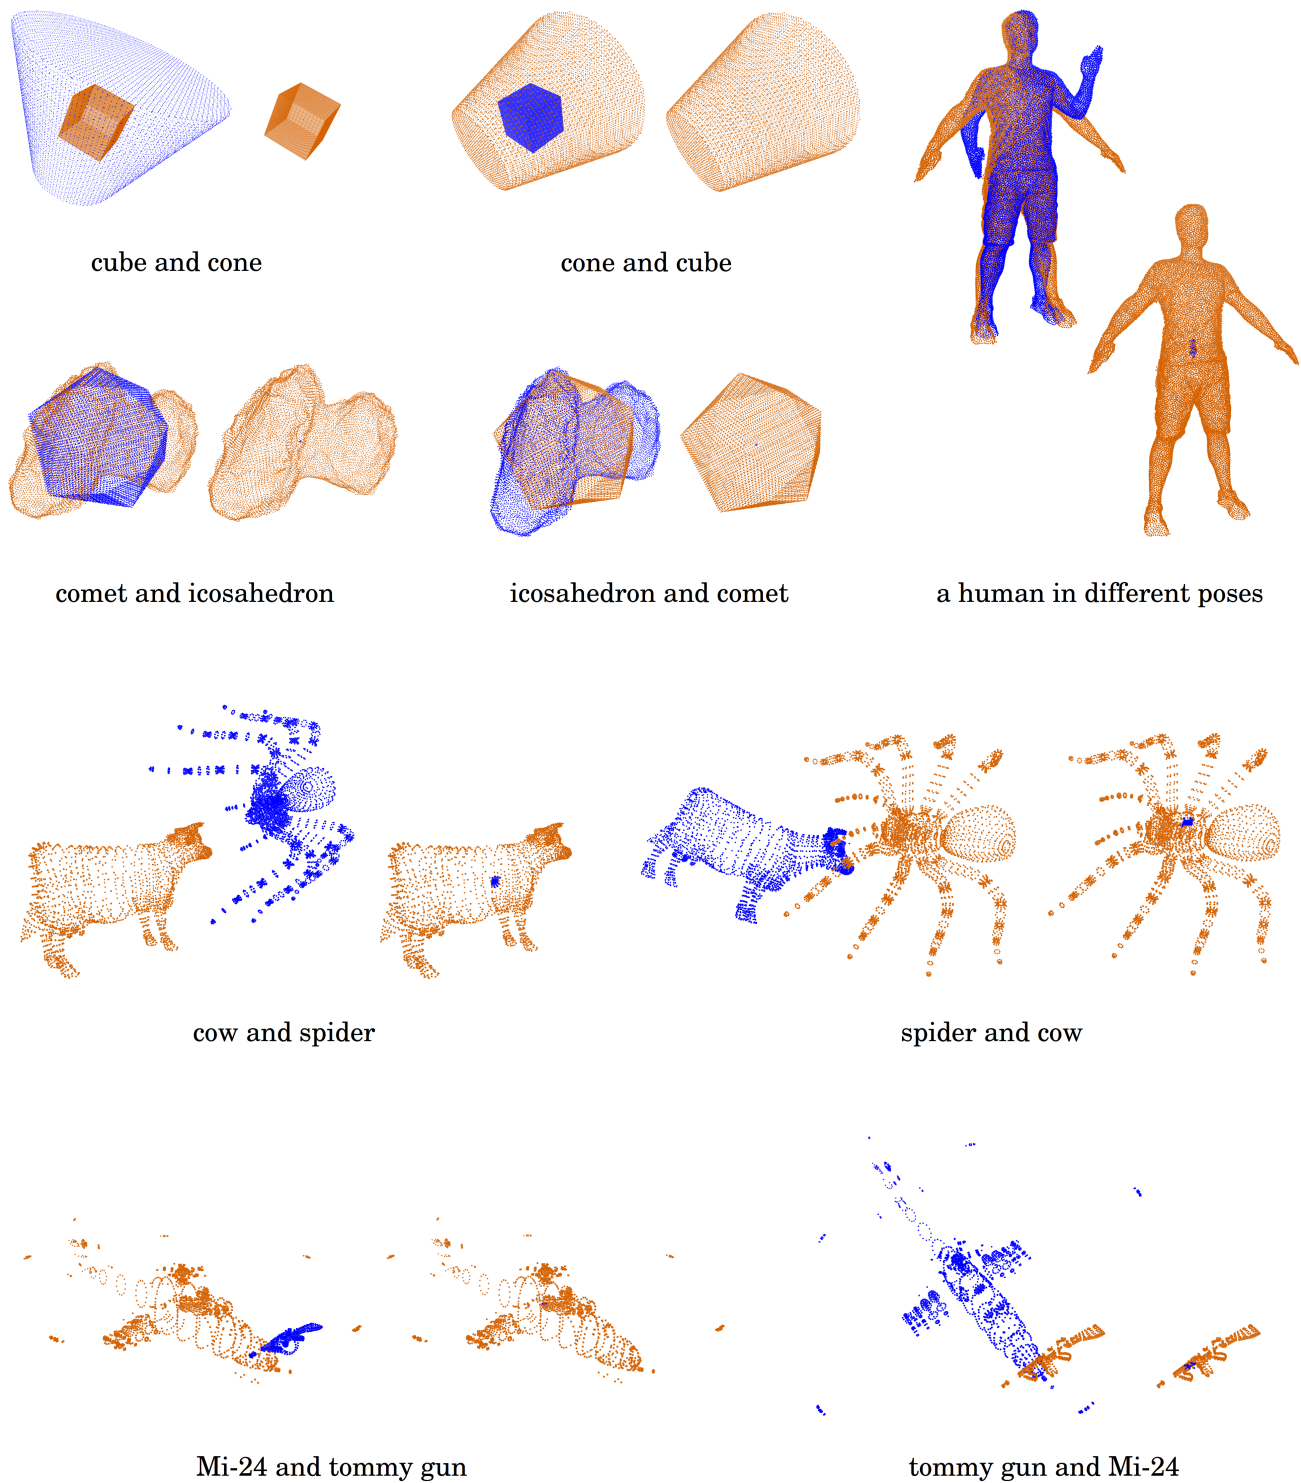 cube and cone
cone and cube
comet and icosahedron
icosahedron and comet
a human in different poses
cow and spider
spider and cow
Mi-24 and tommy gun
tommy gun and Mi-24